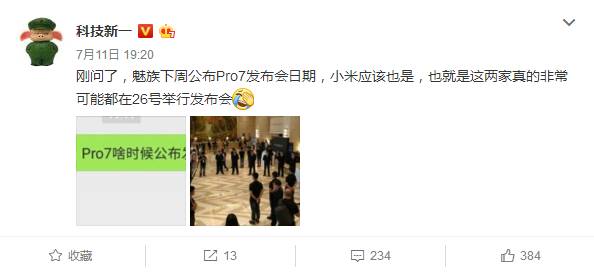 科技新一
7月11日 19:20
刚问了，魅族下周公布Pro7发布会日期，小米应该也是，也就是这两家真的非常
可能都在26号举行发布会
Pro7啥时候公布
收藏
13
234
384